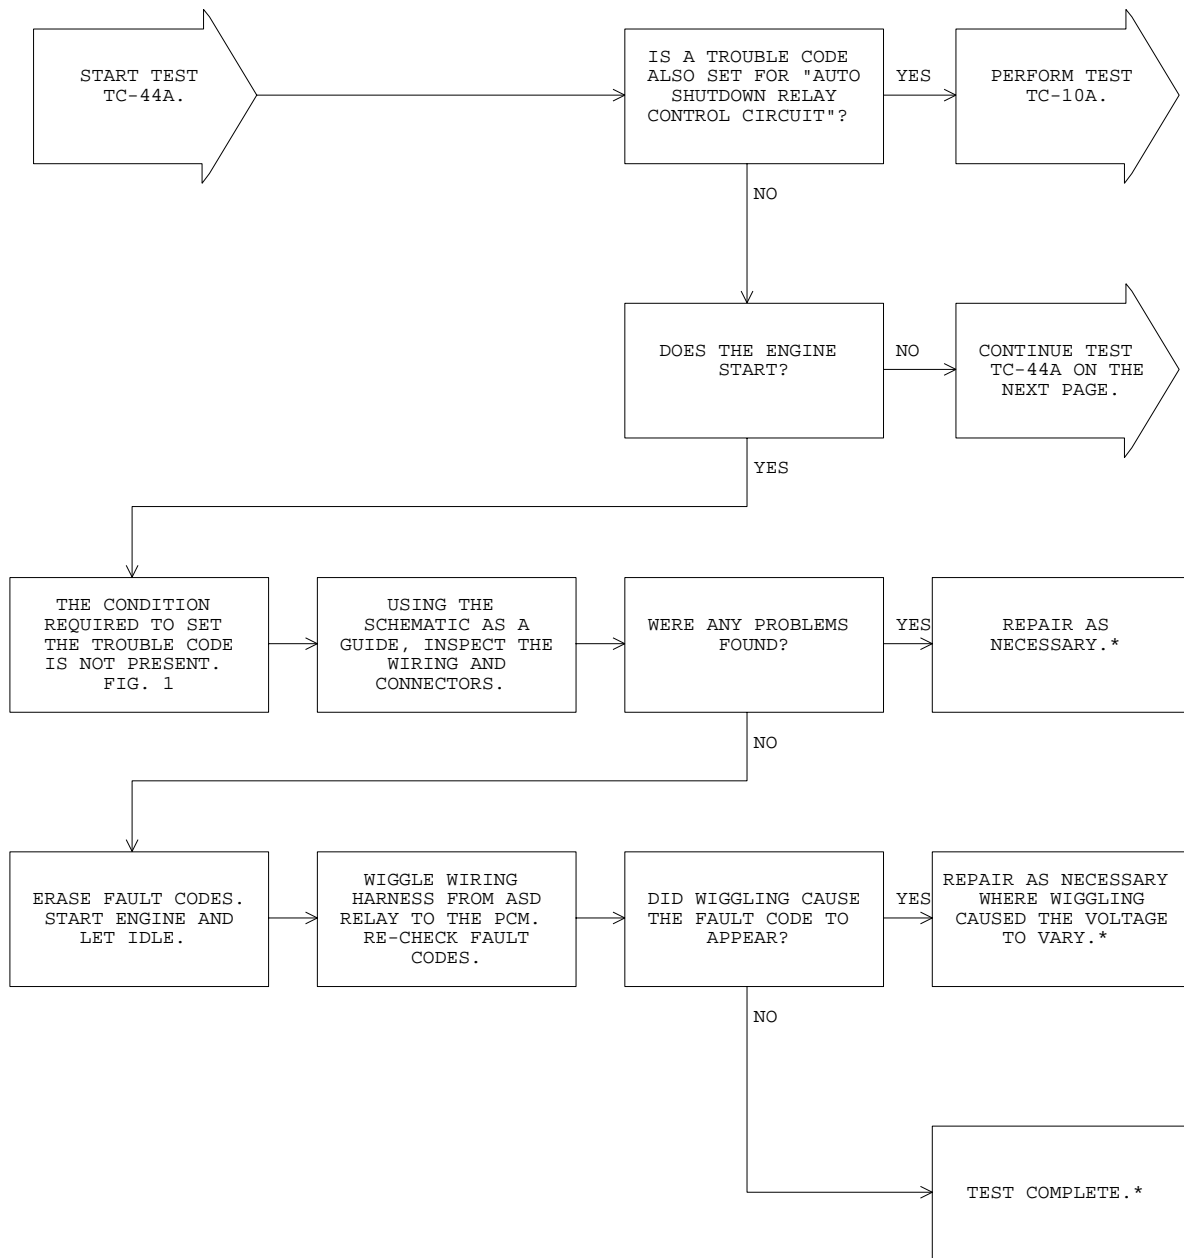 START TEST
TC-44A.
IS A TROUBLE CODE
ALSO SET FOR "AUTO
SHUTDOWN RELAY
CONTROL CIRCUIT"?
YES
PERFORM TEST
TC-10A.
NO
DOES THE ENGINE
START?
NO
CONTINUE TEST
TC-44A ON THE
NEXT PAGE.
YES
THE CONDITION
REQUIRED TO SET
THE TROUBLE CODE
IS NOT PRESENT.
FIG. 1
USING THE
SCHEMATIC AS A
GUIDE, INSPECT THE
WIRING AND
CONNECTORS.
WERE ANY PROBLEMS
FOUND?
YES
REPAIR AS
NECESSARY.*
NO
ERASE FAULT CODES.
START ENGINE AND
LET IDLE.
WIGGLE WIRING
HARNESS FROM ASD
RELAY TO THE PCM.
RE-CHECK FAULT
CODES.
DID WIGGLING CAUSE
THE FAULT CODE TO
APPEAR?
YES
REPAIR AS NECESSARY
WHERE WIGGLING
CAUSED THE VOLTAGE
TO VARY.*
NO
TEST COMPLETE.*